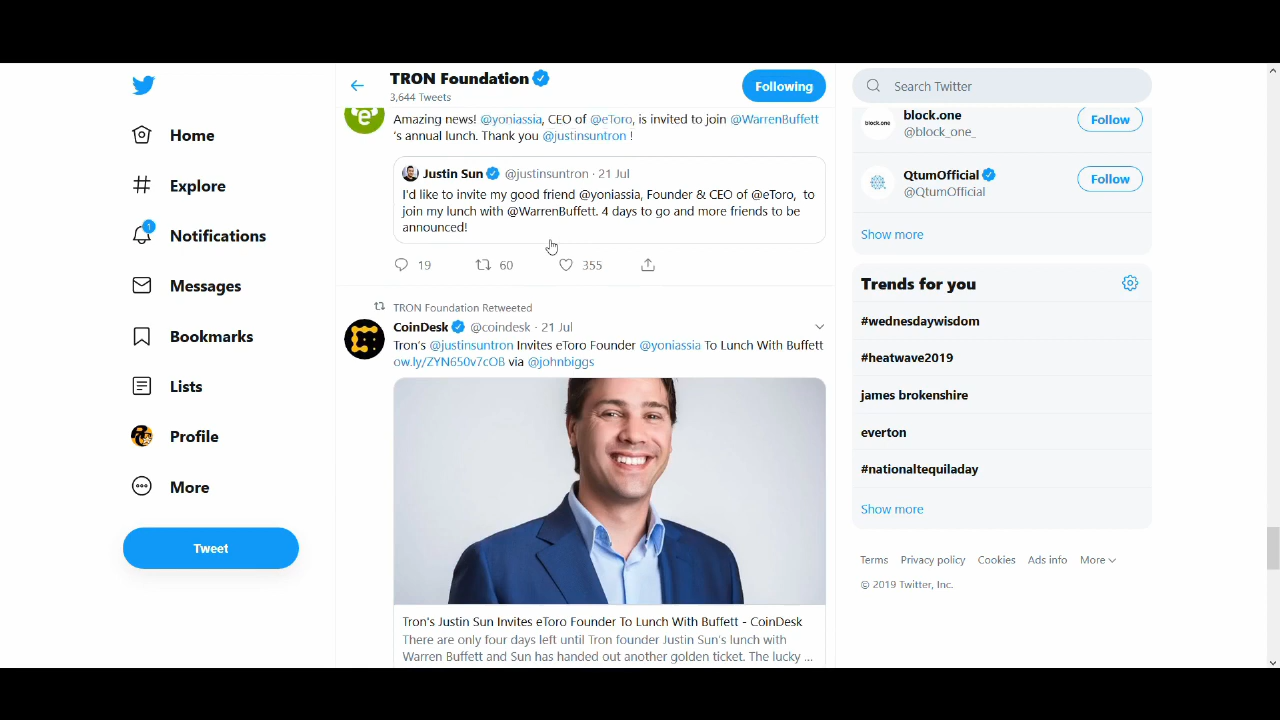 Home
Explore
1
Notifications
Messages
Bookmarks
Lists
Profile
More
Tweet
TRON Foundation
3,644 Tweets
Following
e
Amazing news! @yoniassia, CEO of @eToro, is invited to join @WarrenBuffett
's annual lunch. Thank you @justinsuntron !
Justin Sun @justinsuntron · 21 Jul
I'd like to invite my good friend @yoniassia, Founder & CEO of @eToro, to
join my lunch with @WarrenBuffett. 4 days to go and more friends to be
announced!
19 60 355
TRON Foundation Retweeted
CoinDesk @coindesk · 21 Jul
Tron's @justinsuntron Invites eToro Founder @yoniassia To Lunch With Buffett
ow.ly/ZYN650v7cOB via @johnbiggs
Tron's Justin Sun Invites eToro Founder To Lunch With Buffett - CoinDesk
There are only four days left until Tron founder Justin Sun's lunch with
Warren Buffett and Sun has handed out another golden ticket. The lucky ...
Search Twitter
block.one
block.one
@block_one_
Follow
QtumOfficial
@QtumOfficial
Follow
Show more
Trends for you
#wednesdaywisdom
#heatwave2019
james brokenshire
everton
#nationaltequiladay
Show more
Terms Privacy policy Cookies Ads info More
© 2019 Twitter, Inc.